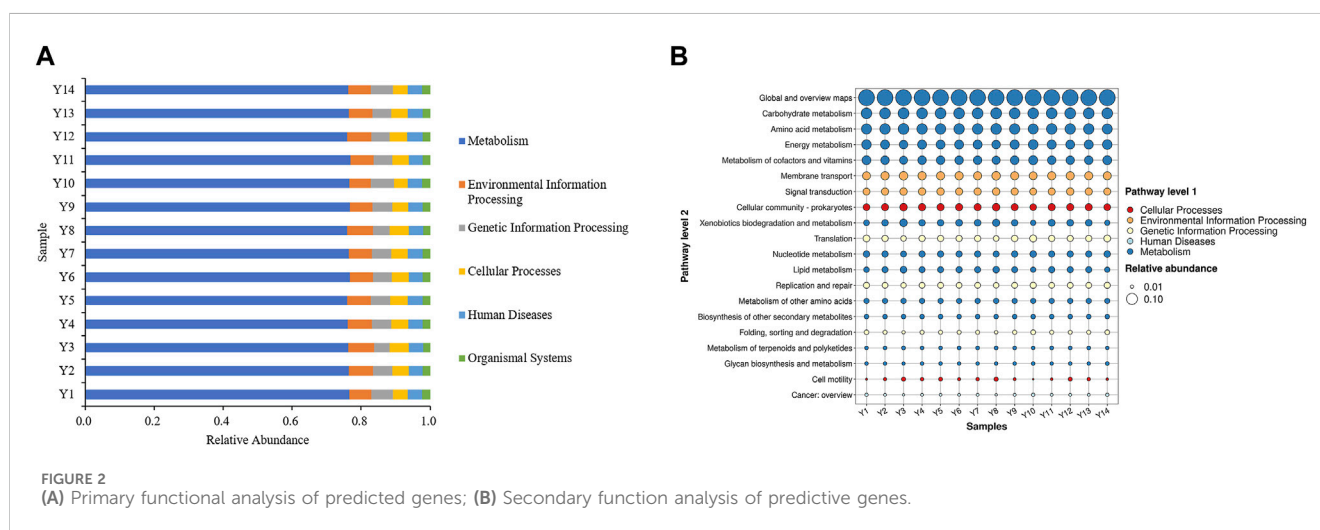 A
Sample
Y14
Y13
Y12
Y11
Y10
Y9
Y8
Y7
Y6
Y5
Y4
Y3
Y2
Y1
0.0 0.2 0.4 0.6 0.8 1.0
Relative Abundance
Metabolism
Environmental Information
Processing
Genetic Information Processing
Cellular Processes
Human Diseases
Organismal Systems
B
Pathway level 2
Global and overview maps
Carbohydrate metabolism
Amino acid metabolism
Energy metabolism
Metabolism of cofactors and vitamins
Membrane transport
Signal transduction
Cellular community - prokaryotes
Xenobiotics biodegradation and metabolism
Translation
Nucleotide metabolism
Lipid metabolism
Replication and repair
Metabolism of other amino acids
Biosynthesis of other secondary metabolites
Folding, sorting and degradation
Metabolism of terpenoids and polyketides
Glycan biosynthesis and metabolism
Cell motility
Cancer: overview
Y1 Y2 Y3 Y4 Y5 Y6 Y7 Y8 Y9 Y10 Y11 Y12 Y13 Y14
Samples
Pathway level 1
Cellular Processes
Environmental Information Processing
Genetic Information Processing
Human Diseases
Metabolism
Relative abundance
0.01
0.10
FIGURE 2
(A) Primary functional analysis of predicted genes; (B) Secondary function analysis of predictive genes.